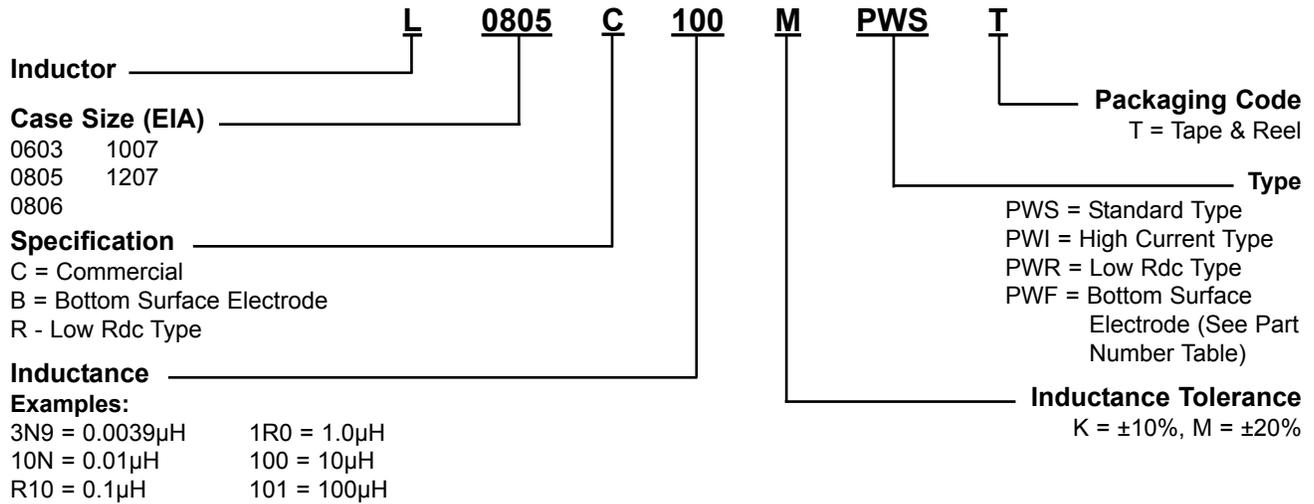 L 0805 C 100 M PWS T
Inductor
Case Size (EIA)
0603 1007
0805 1207
0806
Specification
C = Commercial
B = Bottom Surface Electrode
R - Low Rdc Type
Inductance
Examples:
3N9 = 0.0039µH 1R0 = 1.0µH
10N = 0.01µH 100 = 10µH
R10 = 0.1µH 101 = 100µH
Packaging Code
T = Tape & Reel
Type
PWS = Standard Type
PWI = High Current Type
PWR = Low Rdc Type
PWF = Bottom Surface
Electrode (See Part
Number Table)
Inductance Tolerance
K = ±10%, M = ±20%